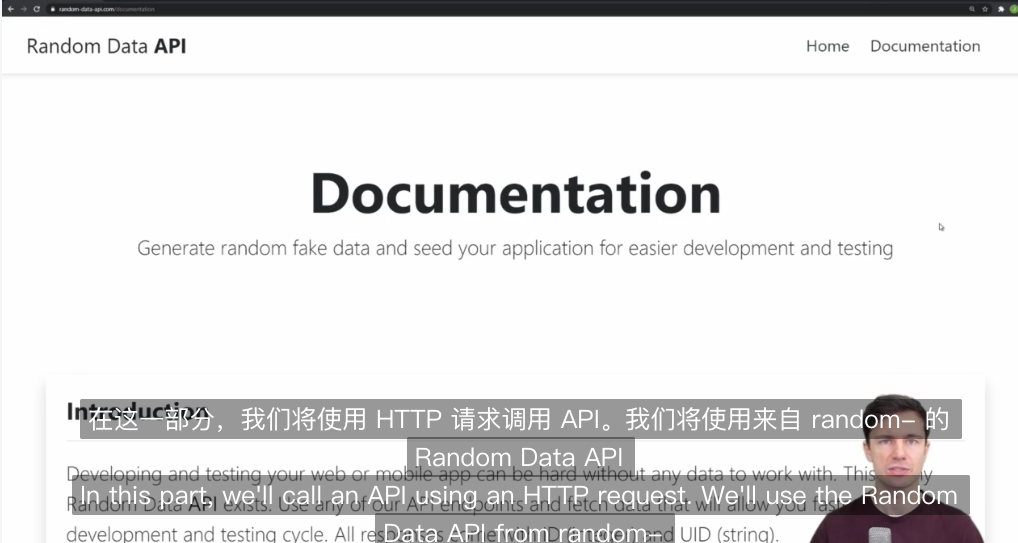 random-data-api.com/documentation
Random Data API
Home Documentation
Documentation
Generate random fake data and seed your application for easier development and testing
Introduction
在这一部分，我们将使用 HTTP 请求调用 API。我们将使用来自 random- 的
Random Data API
Developing and testing your web or mobile app can be hard without any data to work with. This
In this part, we'll call an API using an HTTP request. We'll use the Random
Random Data API exists. Use any of our API endpoints and fetch data that will allow you
Data API from random-
development and testing cycle. All and UID (string).